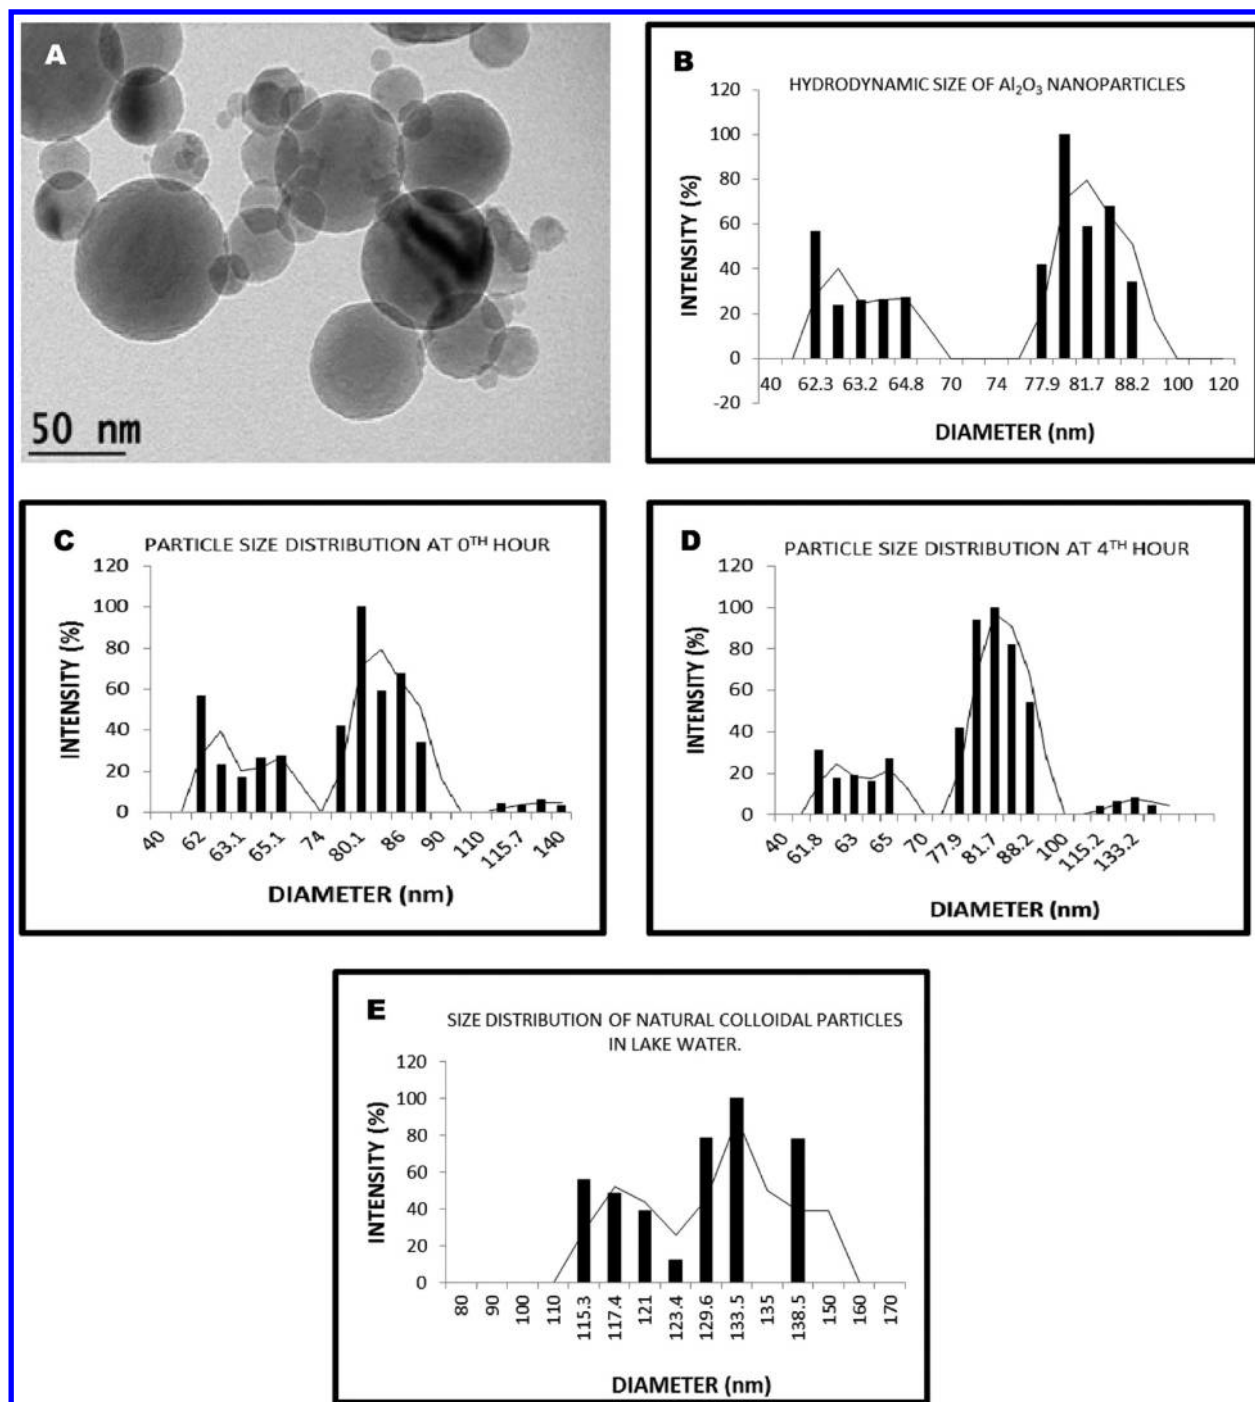 A
50 nm
B
HYDRODYNAMIC SIZE OF Al₂O₃ NANOPARTICLES
INTENSITY (%)
120
100
80
60
40
20
0
-20
40 62.3 63.2 64.8 70 74 77.9 81.7 88.2 100 120
DIAMETER (nm)
C
PARTICLE SIZE DISTRIBUTION AT 0TH HOUR
INTENSITY (%)
120
100
80
60
40
20
0
40 62 63.1 65.1 74 80.1 86 90 110 115.7 140
DIAMETER (nm)
D
PARTICLE SIZE DISTRIBUTION AT 4TH HOUR
INTENSITY (%)
120
100
80
60
40
20
0
40 61.8 63 65 70 77.9 81.7 88.2 100 115.2 133.2
DIAMETER (nm)
E
SIZE DISTRIBUTION OF NATURAL COLLOIDAL PARTICLES
IN LAKE WATER.
INTENSITY (%)
120
100
80
60
40
20
0
80 90 100 110 115.3 117.4 121 123.4 129.6 133.5 135 138.5 150 160 170
DIAMETER (nm)